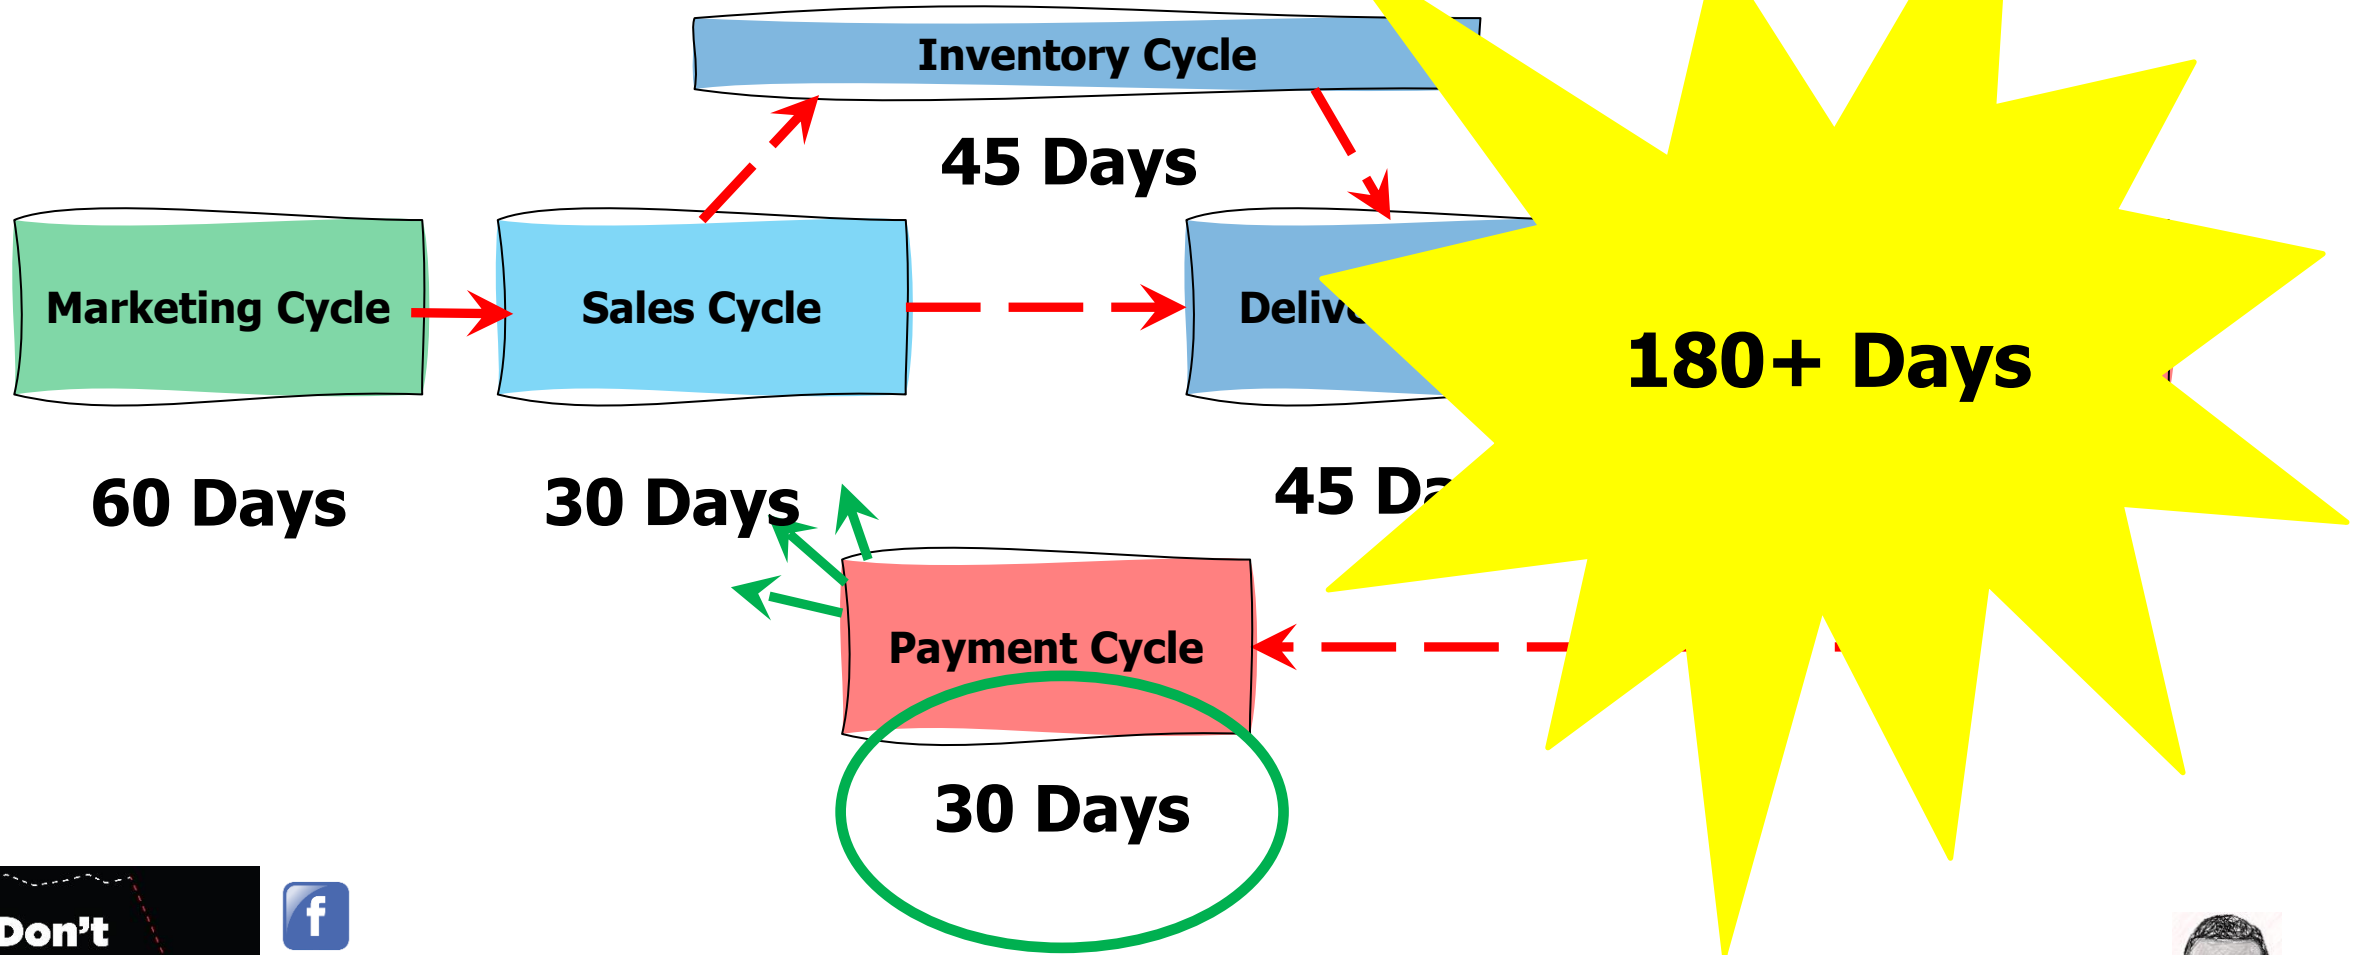 Inventory Cycle
45 Days
Marketing Cycle
Sales Cycle
180+ Days
60 Days
30 Days
45
Payment Cycle
30 Days
Don't
f